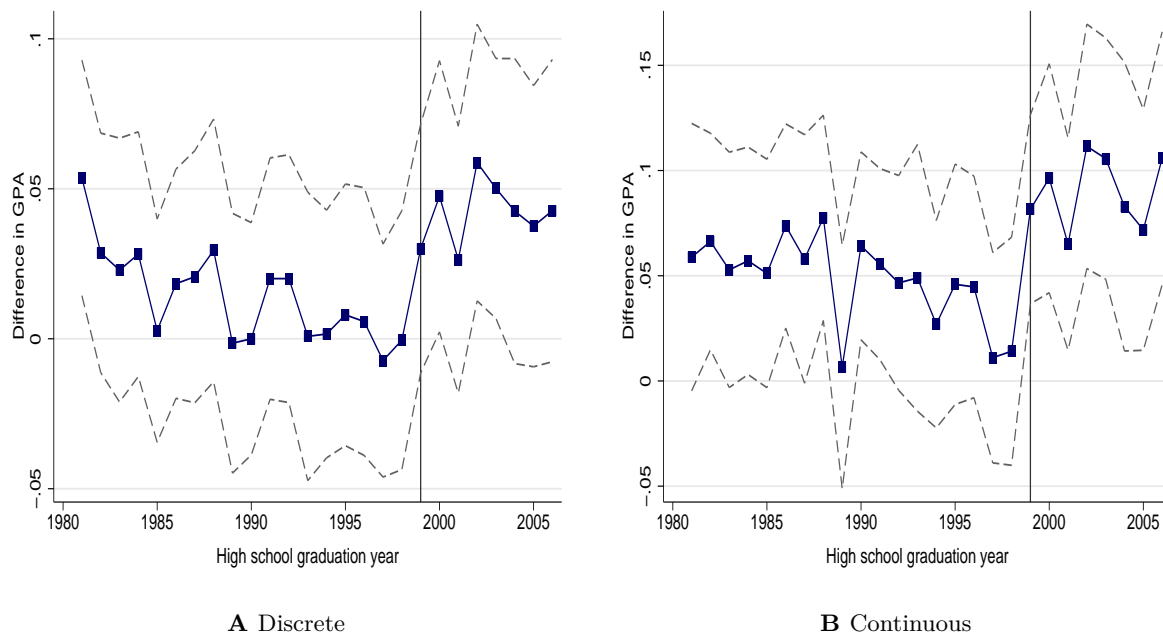 Difference in GPA
.1
.05
0
−.05
1980 1985 1990 1995 2000 2005
High school graduation year
A Discrete
Difference in GPA
.15
.1
.05
0
−.05
1980 1985 1990 1995 2000 2005
High school graduation year
B Continuous